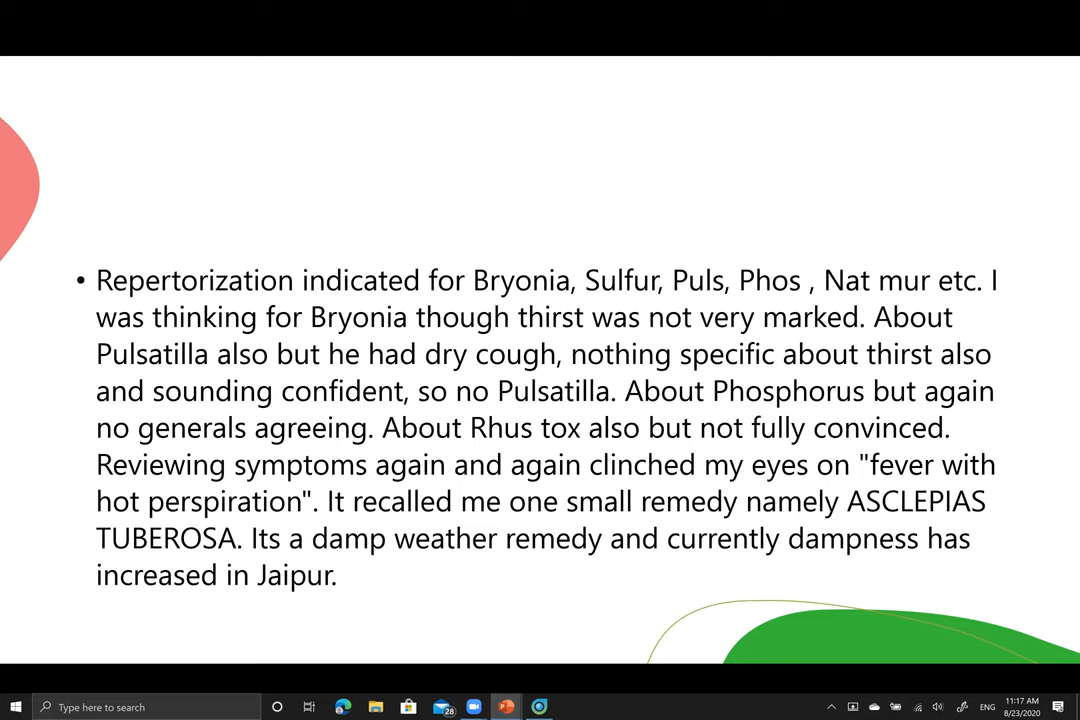 • Repertorization indicated for Bryonia, Sulfur, Puls, Phos , Nat mur etc. I
was thinking for Bryonia though thirst was not very marked. About
Pulsatilla also but he had dry cough, nothing specific about thirst also
and sounding confident, so no Pulsatilla. About Phosphorus but again
no generals agreeing. About Rhus tox also but not fully convinced.
Reviewing symptoms again and again clinched my eyes on "fever with
hot perspiration". It recalled me one small remedy namely ASCLEPIAS
TUBEROSA. Its a damp weather remedy and currently dampness has
increased in Jaipur.
Type here to search
28
ENG
11:17 AM
8/23/2020